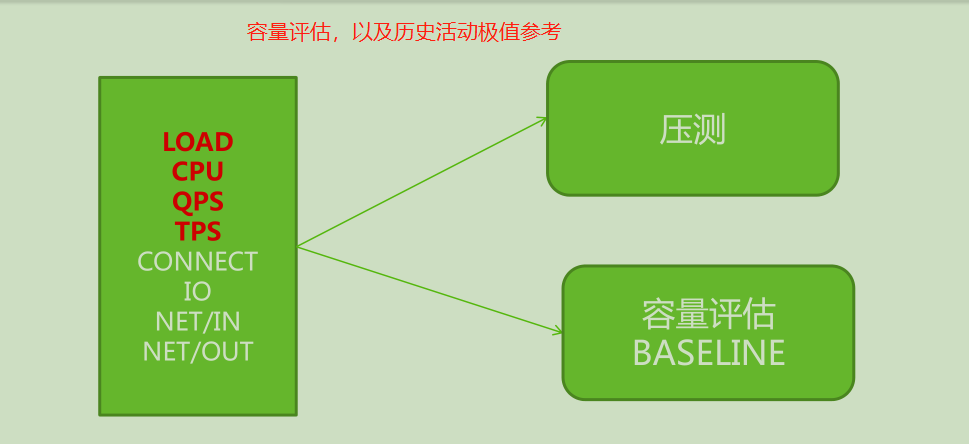 容量评估，以及历史活动极值参考
LOAD
CPU
QPS
TPS
CONNECT
IO
NET/IN
NET/OUT
压测
容量评估
BASELINE